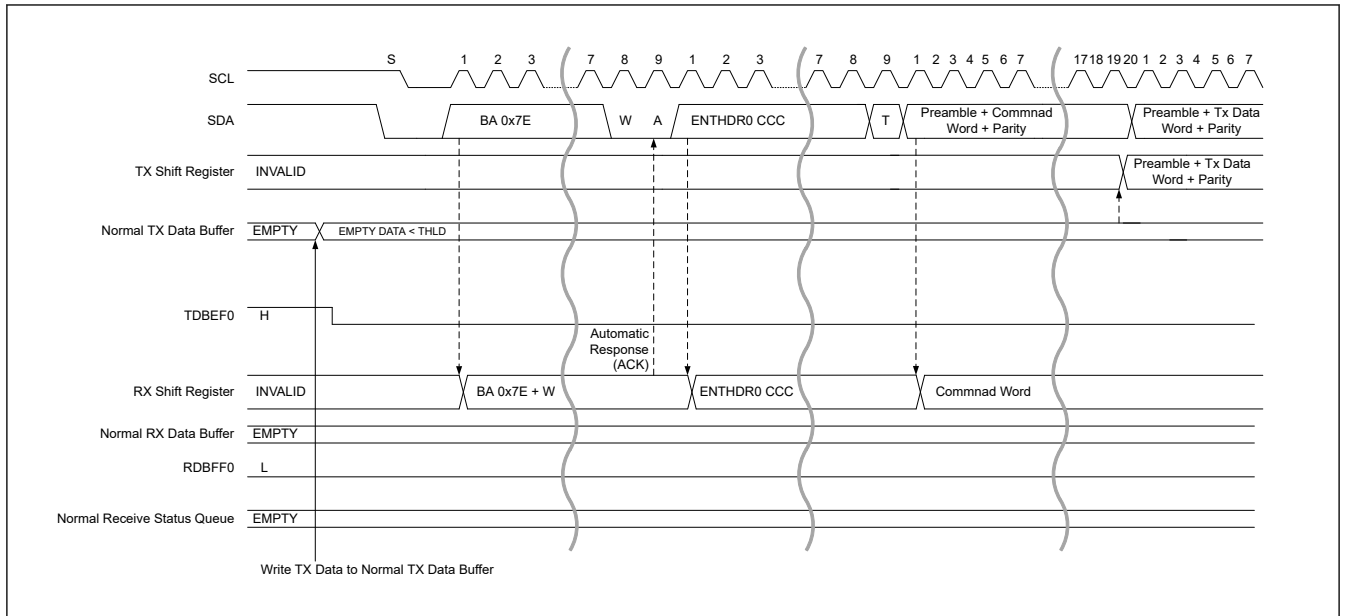 S 1 2 3 7 8 9 1 2 3 7 8 9 1 2 3 4 5 6 7 17 18 19 20 1 2 3 4 5 6 7
SCL
SDA BA 0x7E W A ENTHDR0 CCC T Preamble + Commnad Preamble + Tx Data
Word + Parity Word + Parity
TX Shift Register INVALID Preamble + Tx Data
Word + Parity
Normal TX Data Buffer EMPTY EMPTY DATA < THLD
TDBEF0 H
Automatic
Response
(ACK)
RX Shift Register INVALID BA 0x7E + W ENTHDR0 CCC Commnad Word
Normal RX Data Buffer EMPTY
RDBFF0 L
Normal Receive Status Queue EMPTY
Write TX Data to Normal TX Data Buffer